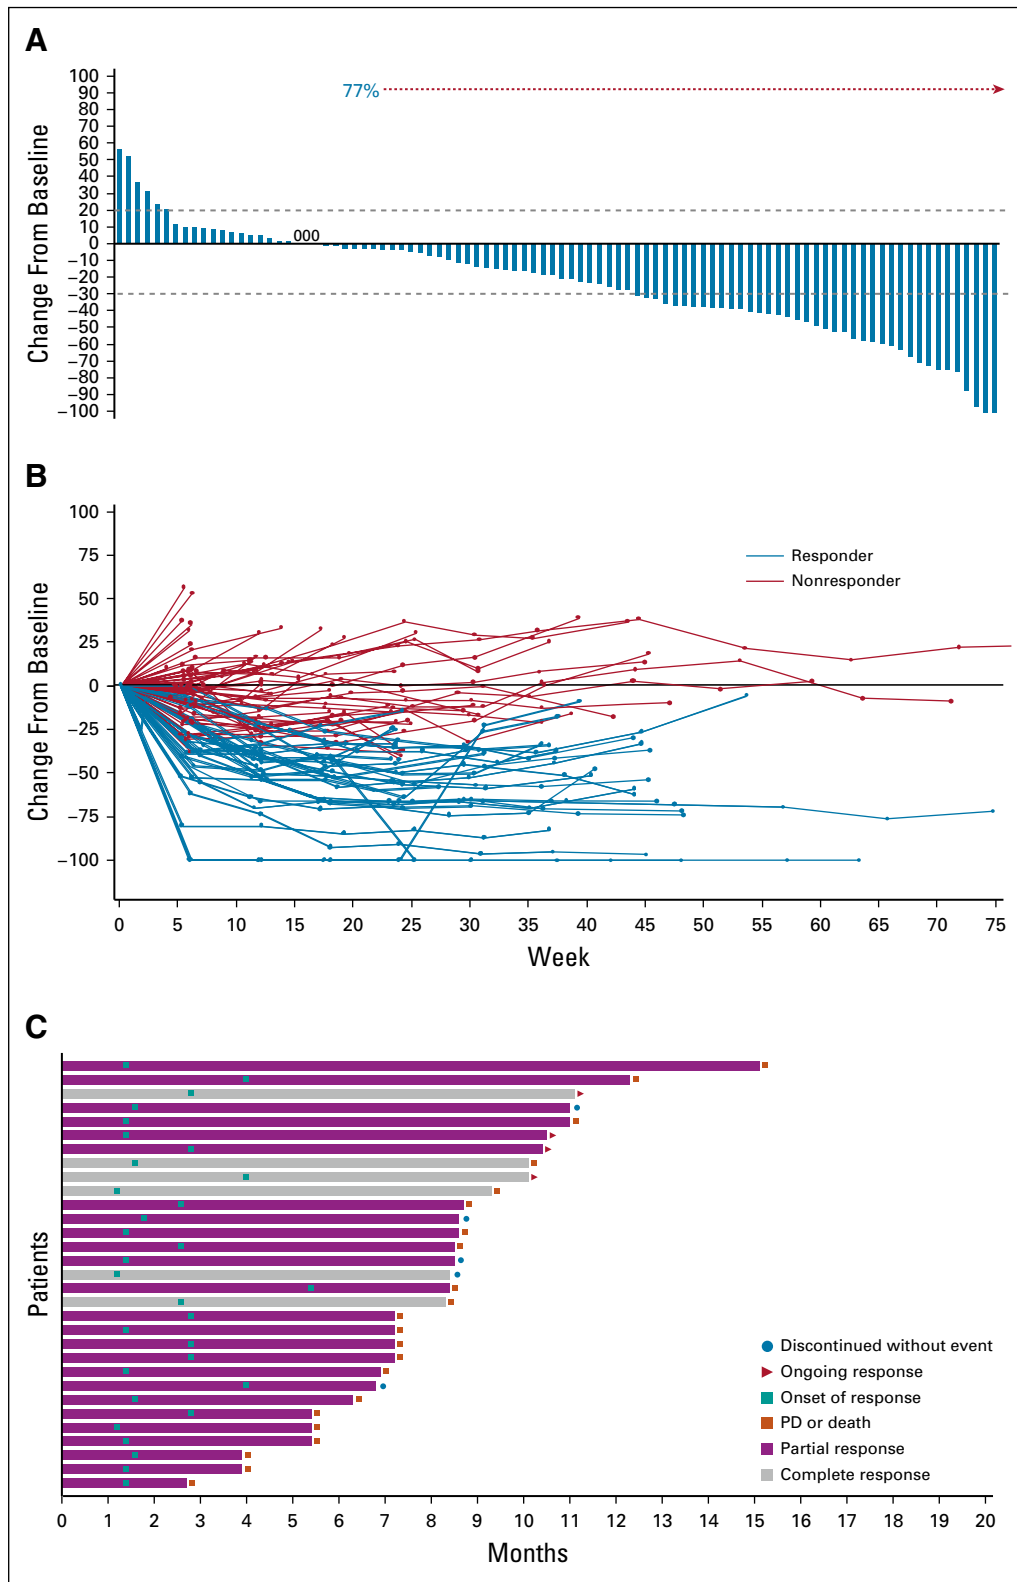 A
100
90
80
70
60
50
40
30
20
10
0
–10
–20
–30
–40
–50
–60
–70
–80
–90
–100
Change From Baseline
77%
000
B
100
75
50
25
0
–25
–50
–75
–100
Change From Baseline
Responder
Nonresponder
0 5 10 15 20 25 30 35 40 45 50 55 60 65 70 75
Week
C
Patients
Discontinued without event
Ongoing response
Onset of response
PD or death
Partial response
Complete response
0 1 2 3 4 5 6 7 8 9 10 11 12 13 14 15 16 17 18 19 20
Months